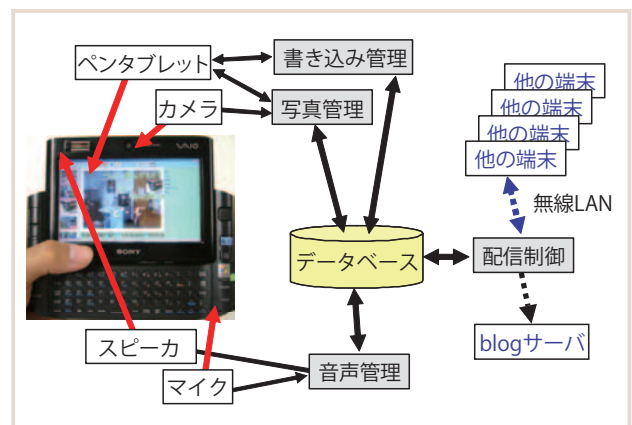 ペンタブレット
書き込み管理
カメラ
写真管理
他の端末
他の端末
他の端末
他の端末
無線LAN
VAIO
SONY
データベース
配信制御
スピーカ
マイク
音声管理
blogサーバ